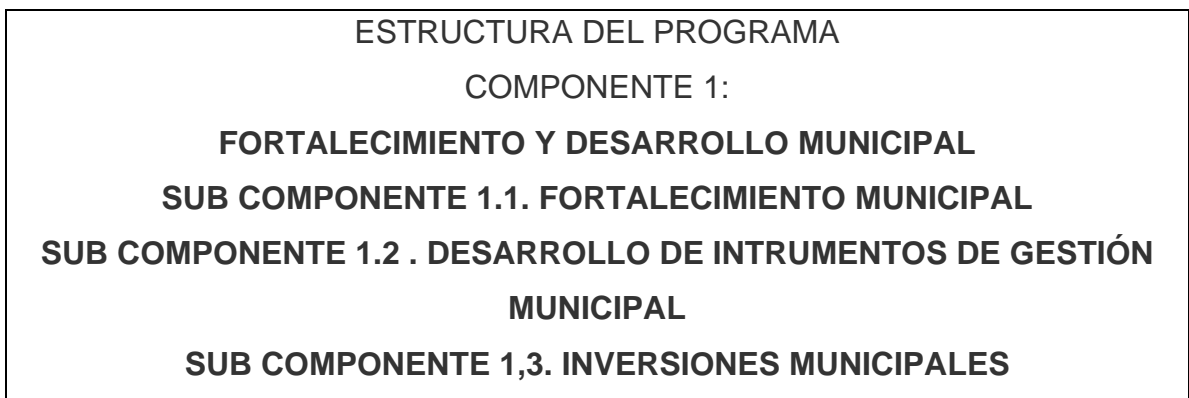 ESTRUCTURA DEL PROGRAMA
COMPONENTE 1:
FORTALECIMIENTO Y DESARROLLO MUNICIPAL
SUB COMPONENTE 1.1. FORTALECIMIENTO MUNICIPAL
SUB COMPONENTE 1.2 . DESARROLLO DE INTRUMENTOS DE GESTIÓN
MUNICIPAL
SUB COMPONENTE 1,3. INVERSIONES MUNICIPALES